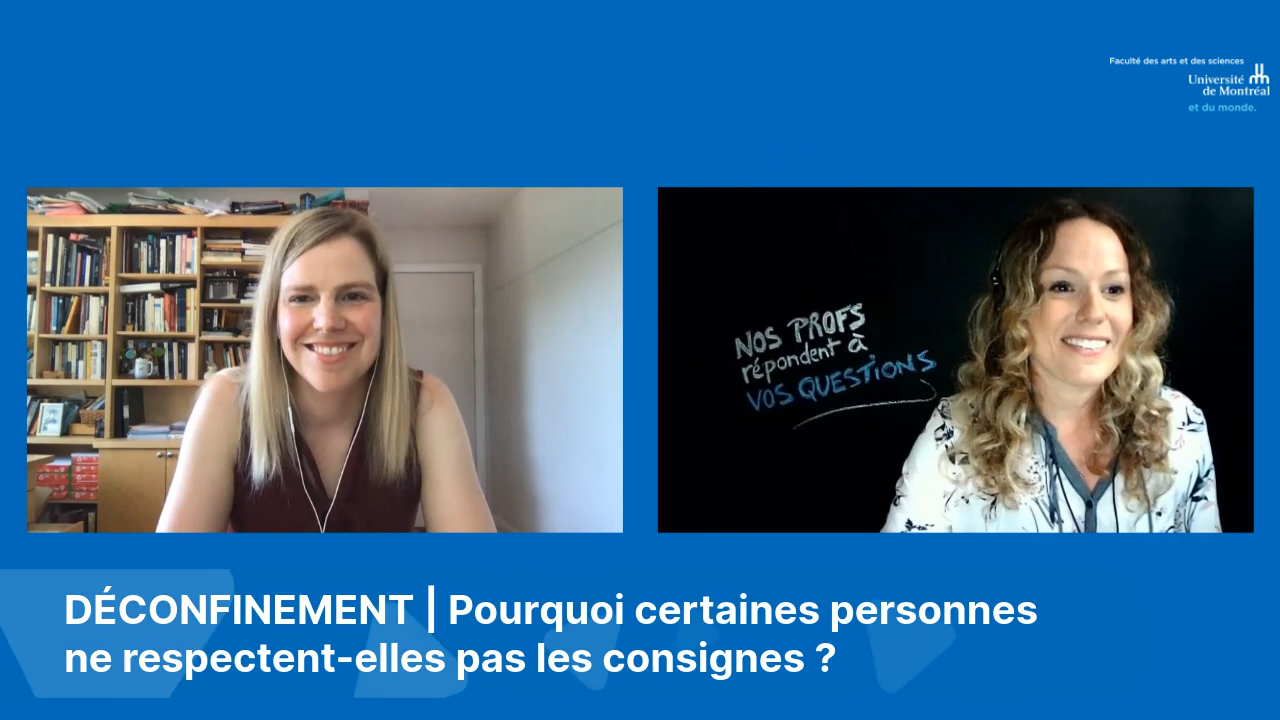 Faculté des arts et des sciences
Université
de Montréal
et du monde.
NOS PROFS
répondent à
VOS QUESTIONS
DÉCONFINEMENT | Pourquoi certaines personnes
ne respectent-elles pas les consignes ?